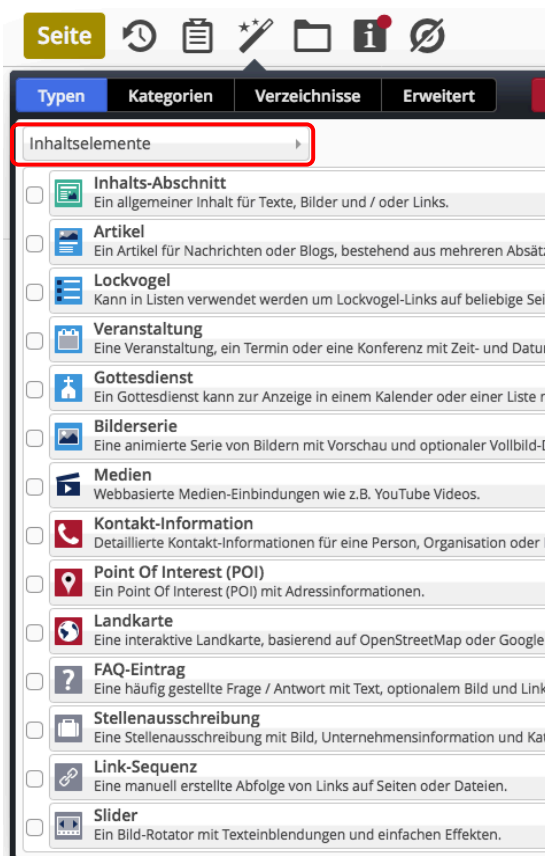 Seite
Typen Kategorien Verzeichnisse Erweitert
Inhaltselemente
Inhalts-Abschnitt
Ein allgemeiner Inhalt für Texte, Bilder und / oder Links.
Artikel
Ein Artikel für Nachrichten oder Blogs, bestehend aus mehreren
Lockvogel
Kann in Listen verwendet werden um Lockvogel-Links auf beliebige
Veranstaltung
Eine Veranstaltung, ein Termin oder eine Konferenz mit Zeit- und
Gottesdienst
Ein Gottesdienst kann zur Anzeige in einem Kalender oder einer Liste
Bilderserie
Eine animierte Serie von Bildern mit Vorschau und optionaler Vollbild-
Medien
Webbasierte Medien-Einbindungen wie z.B. YouTube Videos.
Kontakt-Information
Detaillierte Kontakt-Informationen für eine Person, Organisation oder
Point Of Interest (POI)
Ein Point Of Interest (POI) mit Adressinformationen.
Landkarte
Eine interaktive Landkarte, basierend auf OpenStreetMap oder Google
FAQ-Eintrag
Eine häufig gestellte Frage / Antwort mit Text, optionalem Bild und Link
Stellenausschreibung
Eine Stellenausschreibung mit Bild, Unternehmensinformation und
Link-Sequenz
Eine manuell erstellte Abfolge von Links auf Seiten oder Dateien.
Slider
Ein Bild-Rotator mit Texteinblendungen und einfachen Effekten.